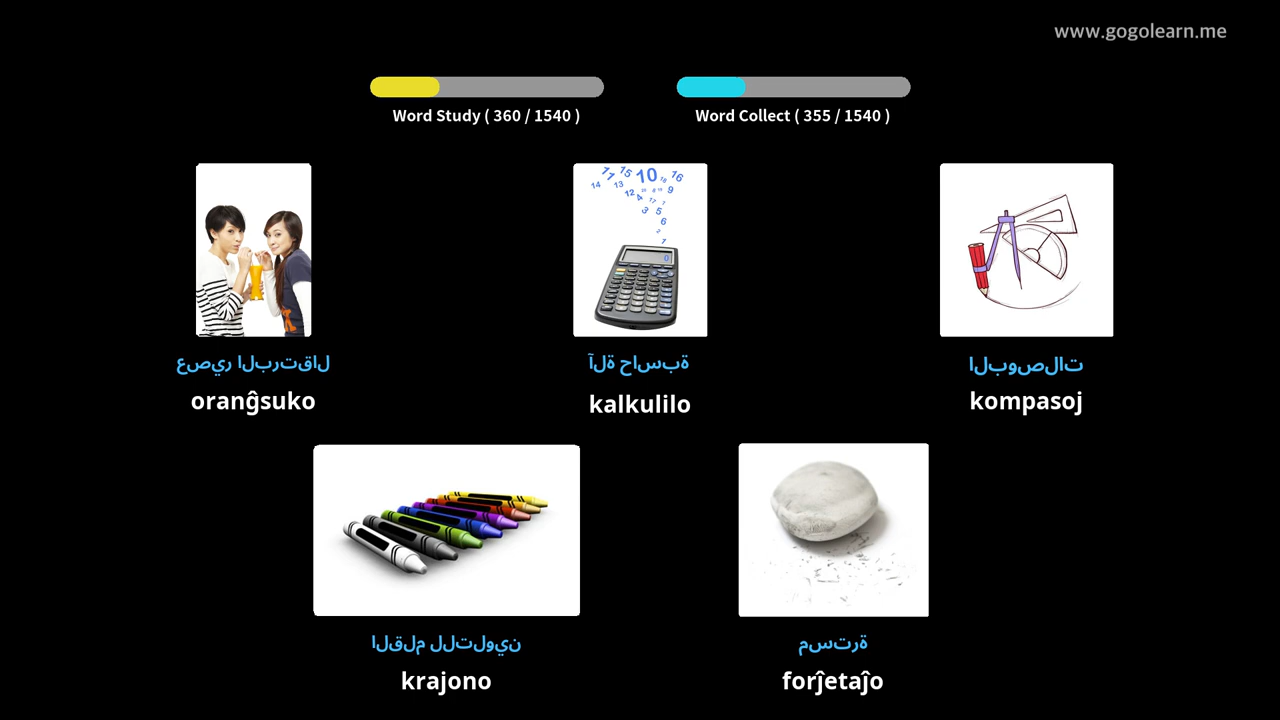 www.gogolearn.me
Word Study ( 360 / 1540 )
Word Collect ( 355 / 1540 )
عصير البرتقال
oranĝsuko
آلة حاسبة
kalkulilo
البوصلات
kompasoj
القلم للتلوين
krajono
مسترة
forĵetaĵo